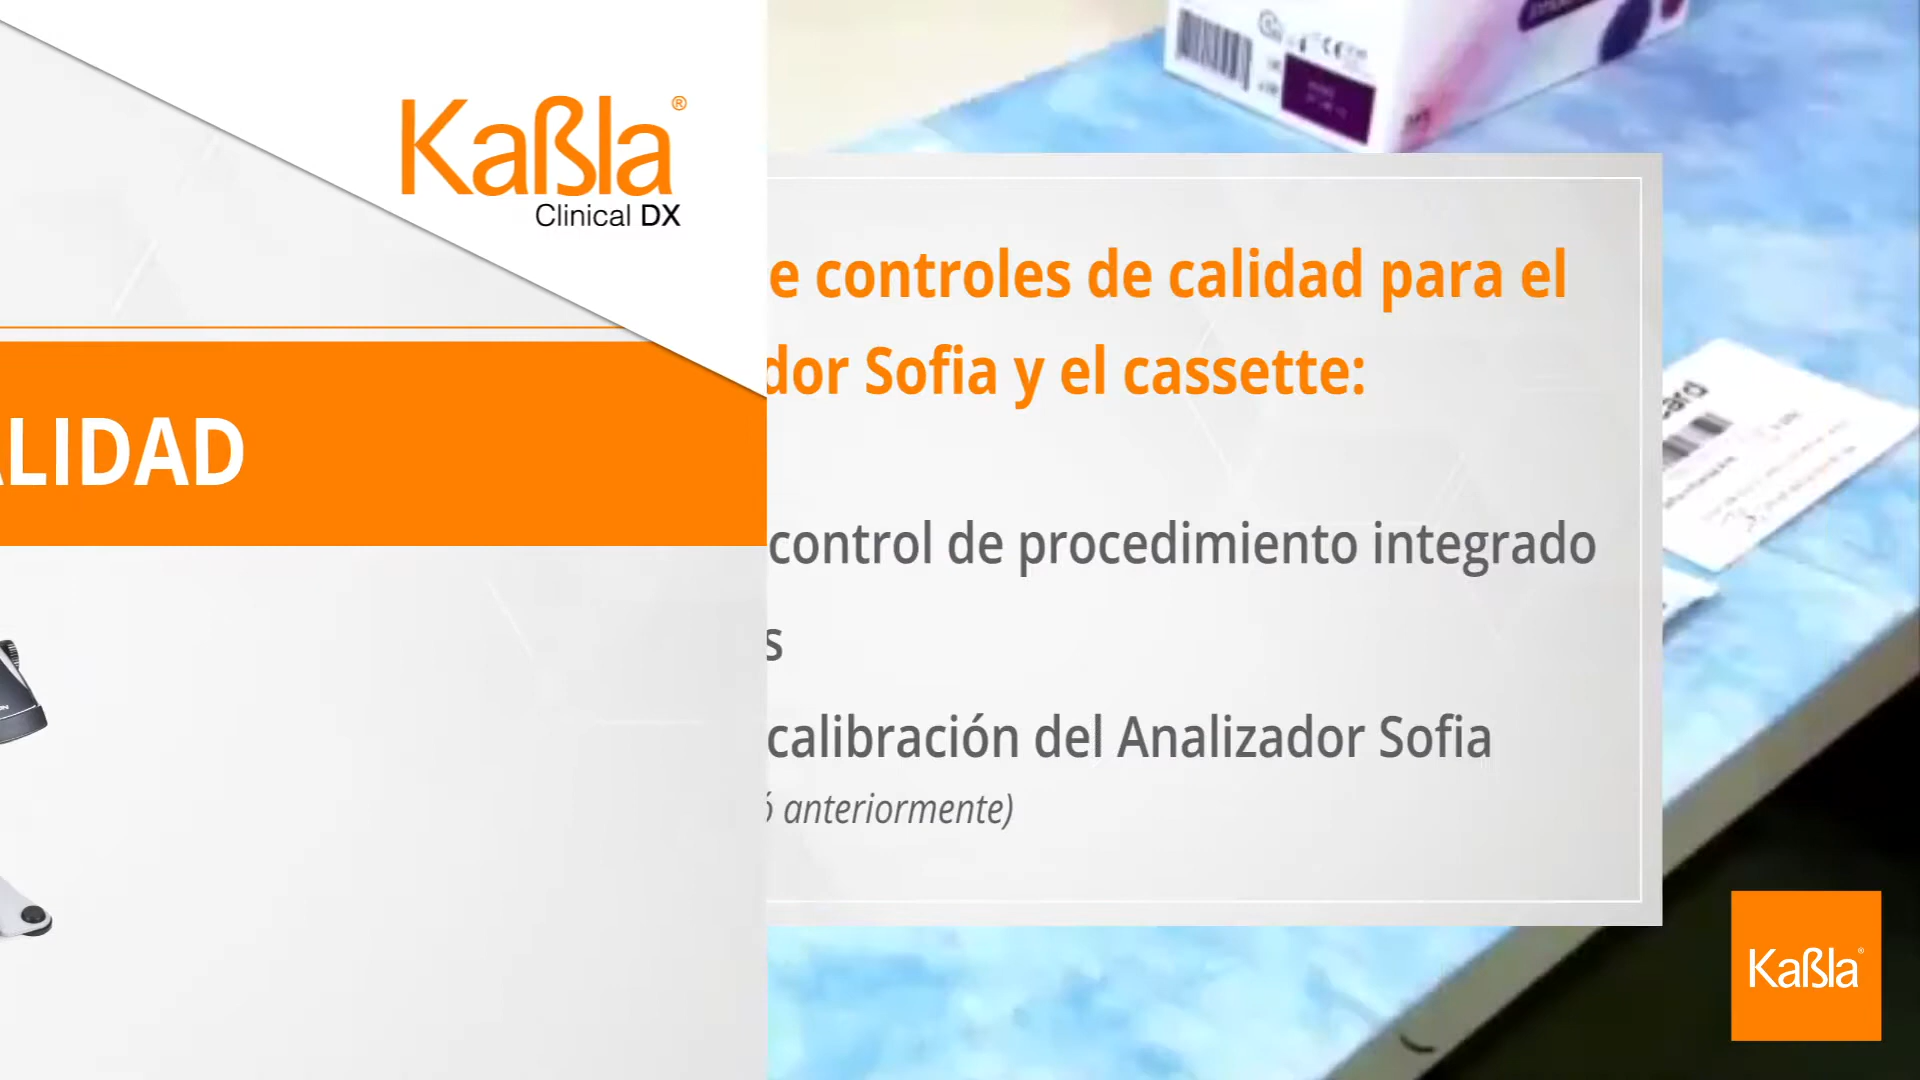 Kaßla®
Clinical DX
ALIDAD
e controles de calidad para el
dor Sofia y el cassette:
control de procedimiento integrado
s
calibración del Analizador Sofia
ó anteriormente)
Kaßla®